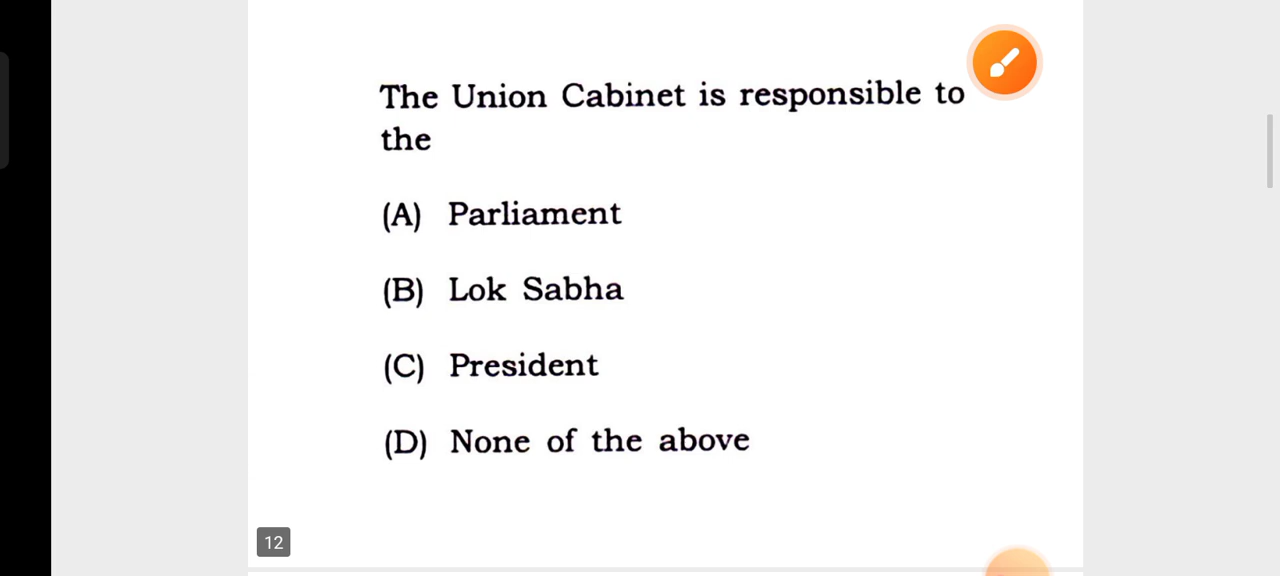 The Union Cabinet is responsible to
the
(A) Parliament
(B) Lok Sabha
(C) President
(D) None of the above
12